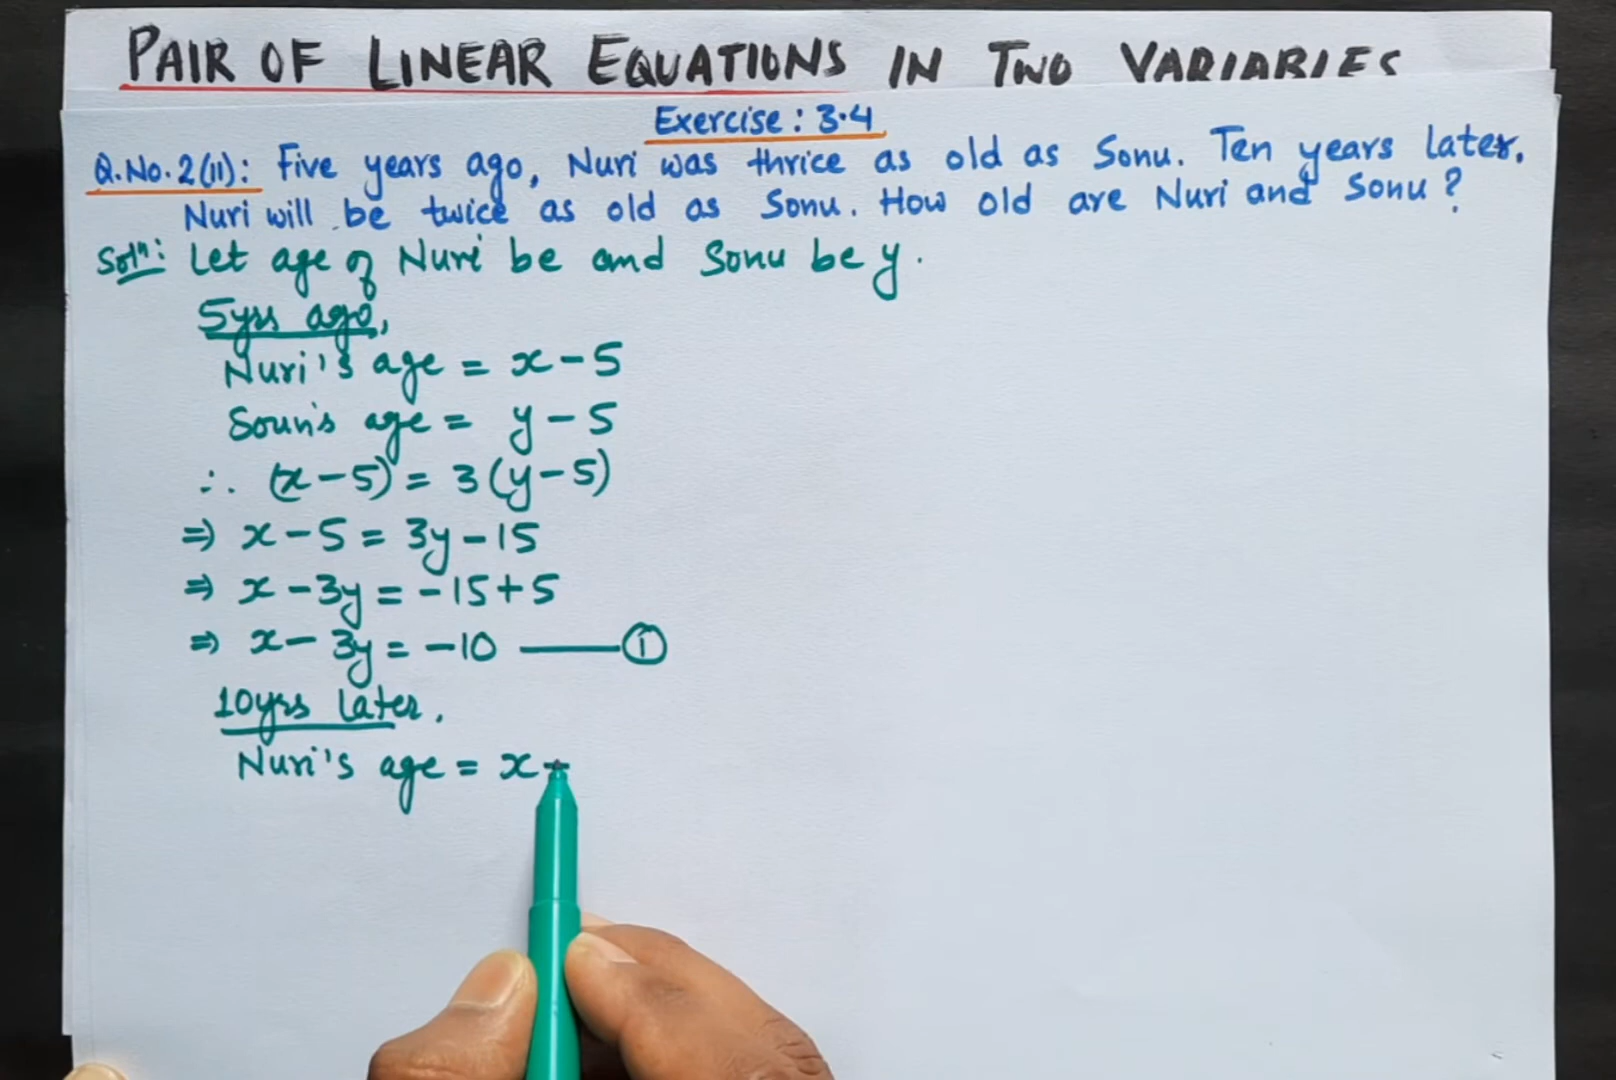 PAIR OF LINEAR EQUATIONS IN TWO VARIABLES
Exercise: 3.4
Q.No.2(11): Five years ago, Nuri was thrice as old as Sonu. Ten years later,
Nuri will be twice as old as Sonu. How old are Nuri and Sonu?
Solⁿ: Let age of Nuri be and Sonu be y.
5yrs ago,
Nuri's age = x-5
Soun's age = y-5
∴ (x-5) = 3(y-5)
⇒ x-5 = 3y-15
⇒ x-3y = -15+5
⇒ x-3y = -10 —— ①
10yrs later.
Nuri's age = x+